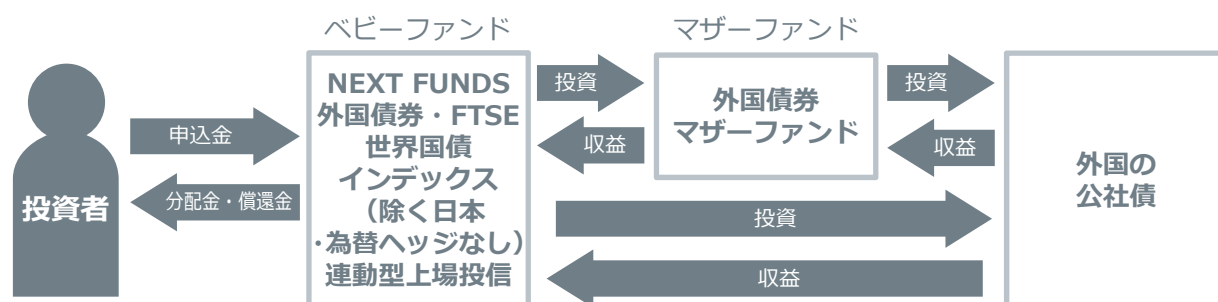 ベビーファンド
マザーファンド
NEXT FUNDS
外国債券・FTSE
世界国債
インデックス
（除く日本
・為替ヘッジなし）
連動型上場投信
投資
収益
外国債券
マザーファンド
投資
収益
外国の
公社債
申込金
分配金・償還金
投資者
投資
収益